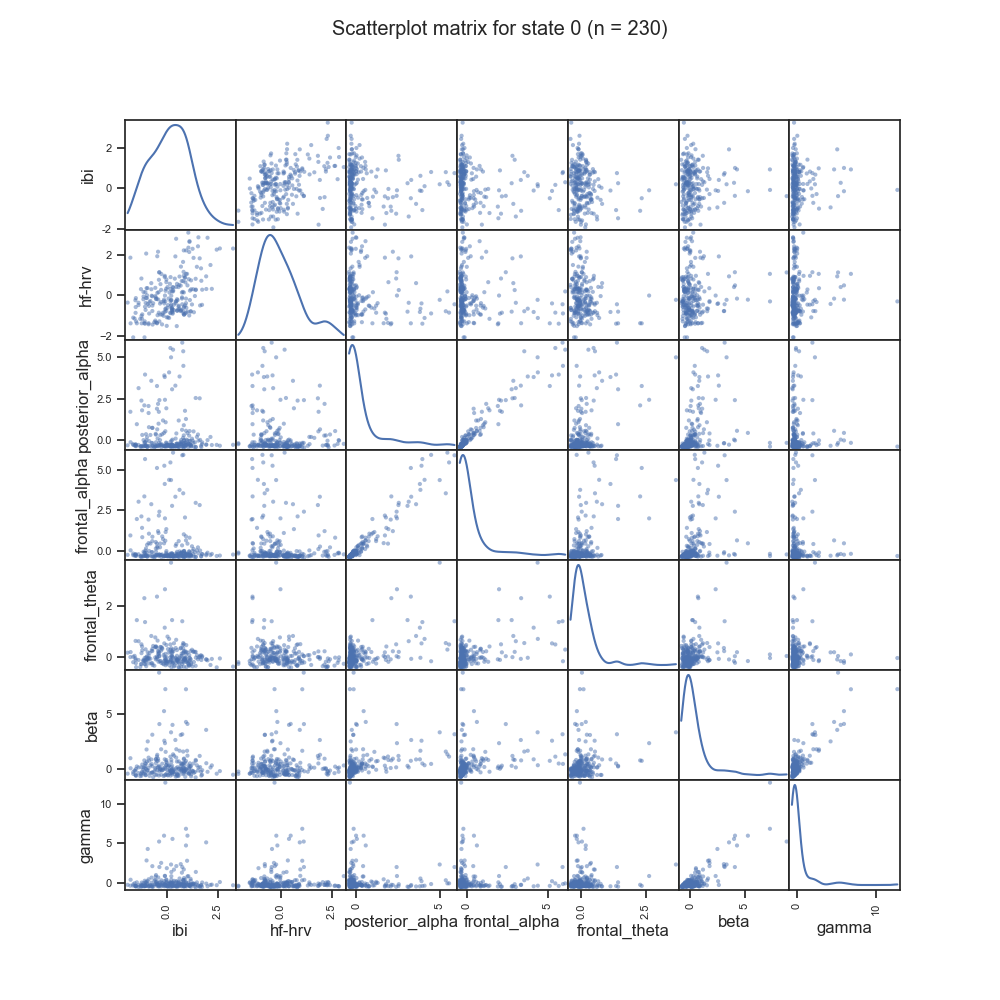 Scatterplot matrix for state 0 (n = 230)
ibi
2
0
-2
hf-hrv
2
0
−2
posterior_alpha
5.0
2.5
0.0
frontal_alpha
5.0
2.5
0.0
frontal_theta
2
0
beta
5
0
gamma
10
5
0
0.0 2.5 0.0 2.5 0 5 0 5 0.0 2.5 0 5 0 10
ibi hf-hrv posterior_alpha frontal_alpha frontal_theta beta gamma